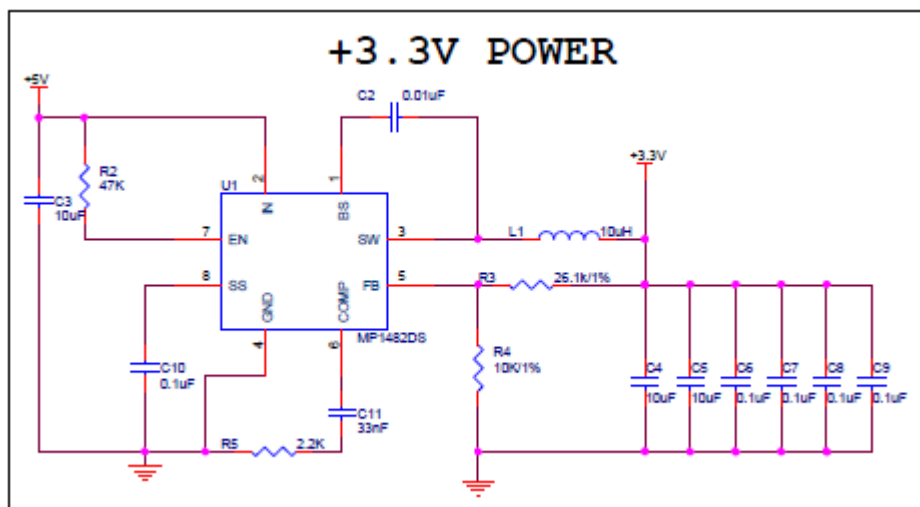 +3.3V POWER
+5V
C2 0.01uF
R2
47K
C3
10uF
U1
2
1
IN
BS
+3.3V
7 EN
SW 3
L1 10uH
8 SS
FB 5
R3 26.1k/1%
GND
COMP
4
6
MP1482DS
C10
0.1uF
R4
10K/1%
C4
10uF
C5
10uF
C6
0.1uF
C7
0.1uF
C8
0.1uF
C9
0.1uF
C11
33nF
R5 2.2K